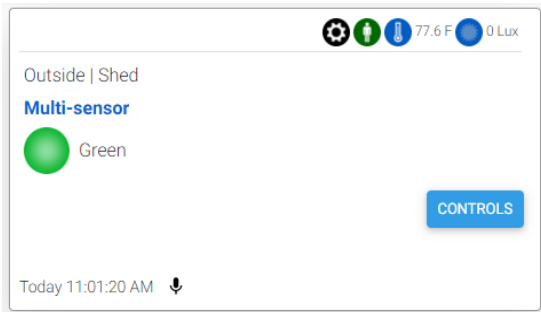 77.6 F 0 Lux
Outside | Shed
Multi-sensor
Green
CONTROLS
Today 11:01:20 AM